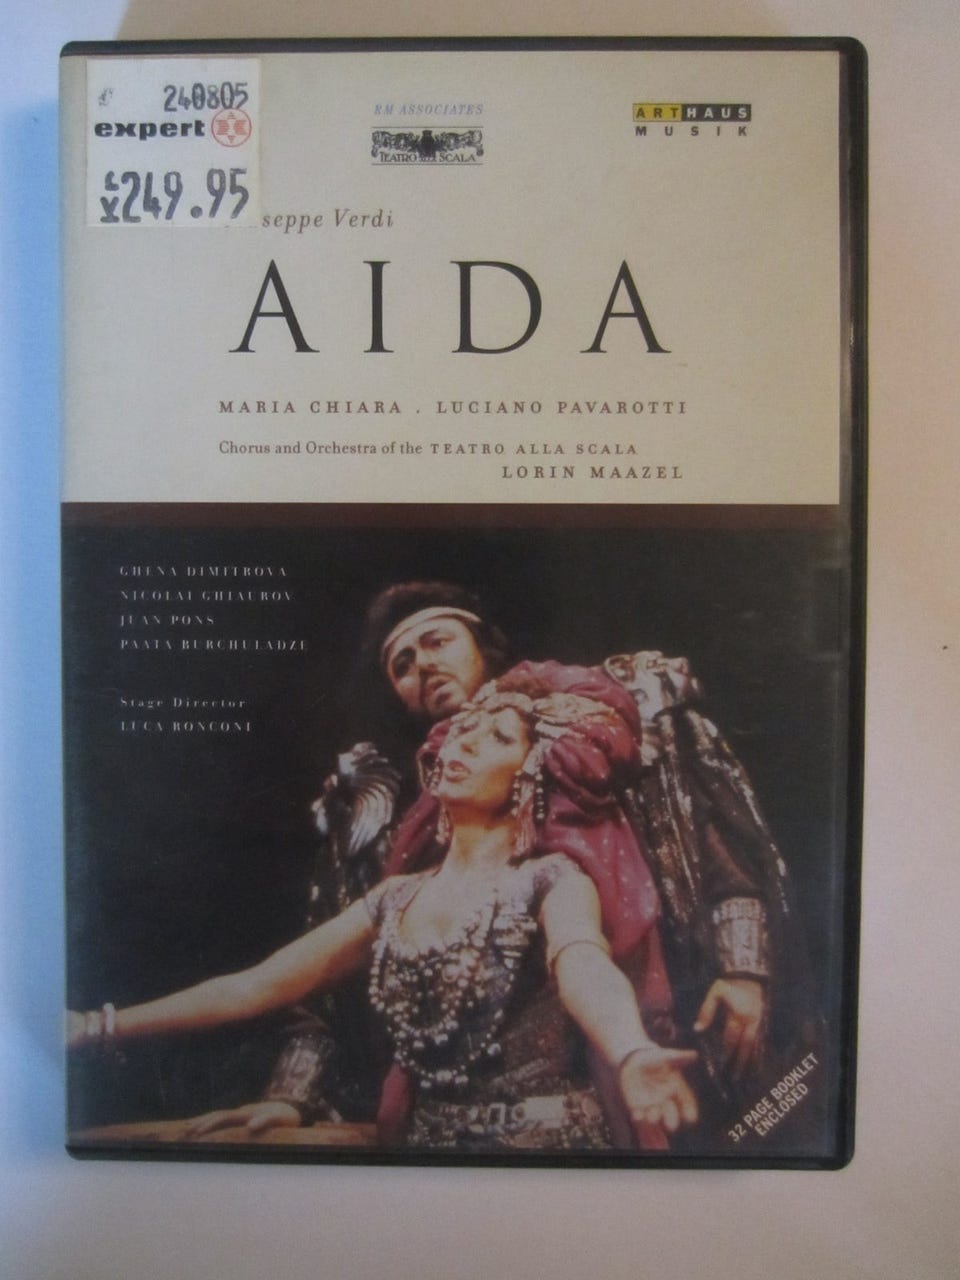 240805
expert
249.95
RM ASSOCIATES
TEATRO ALLA SCALA
ARTHAUS
MUSIK
Verdi
AIDA
MARIA CHIARA . LUCIANO PAVAROTTI
Chorus and Orchestra of the TEATRO ALLA SCALA
LORIN MAAZEL
GHENA DIMITROVA
NICOLAI GHIAUROV
JUAN PONS
PAATA BURCHULADZE
Stage Director
LUCA RONCONI
32 PAGE BOOKLET
ENCLOSED